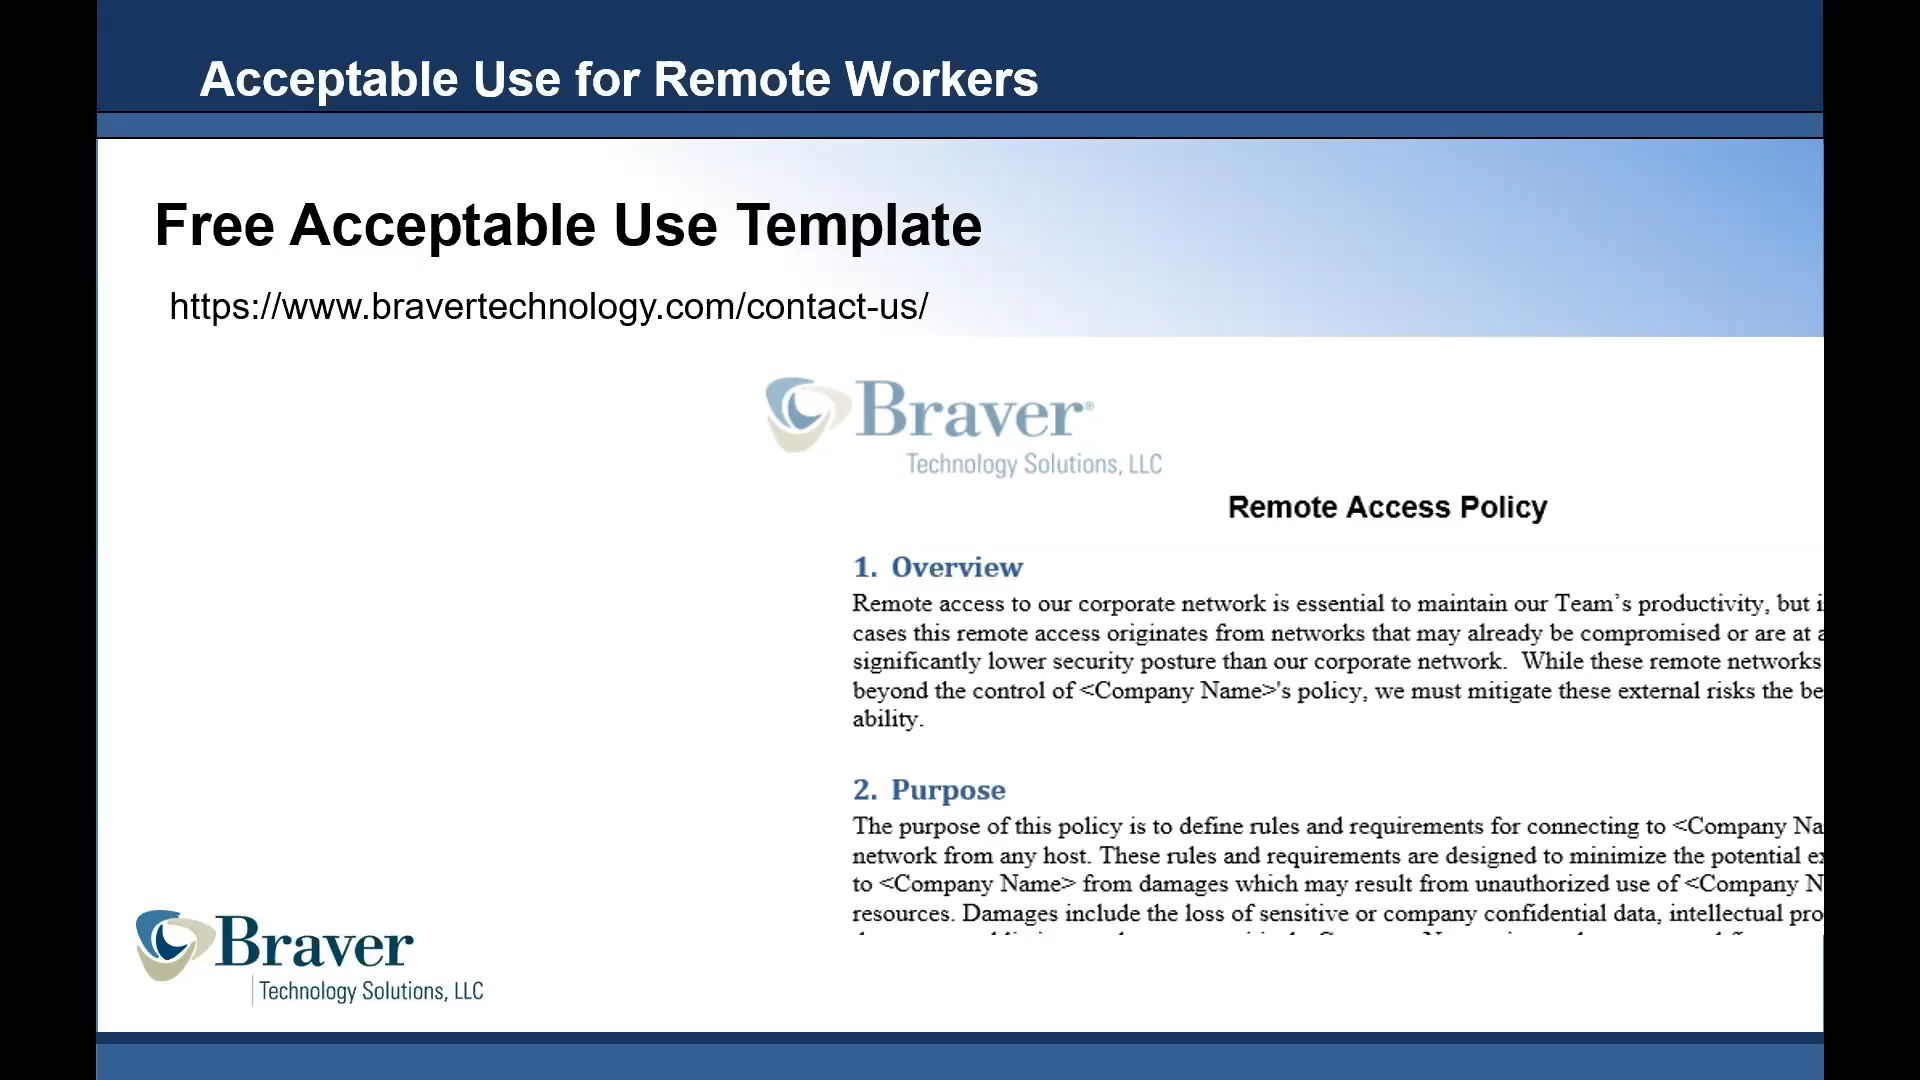 Acceptable Use for Remote Workers
Free Acceptable Use Template
https://www.bravertechnology.com/contact-us/
Braver®
Technology Solutions, LLC
Remote Access Policy
1. Overview
Remote access to our corporate network is essential to maintain our Team’s productivity, but
cases this remote access originates from networks that may already be compromised or are at
significantly lower security posture than our corporate network. While these remote networks
beyond the control of <Company Name>'s policy, we must mitigate these external risks the
ability.
2. Purpose
The purpose of this policy is to define rules and requirements for connecting to <Company
network from any host. These rules and requirements are designed to minimize the potential
to <Company Name> from damages which may result from unauthorized use of <Company
resources. Damages include the loss of sensitive or company confidential data, intellectual
Braver
Technology Solutions, LLC